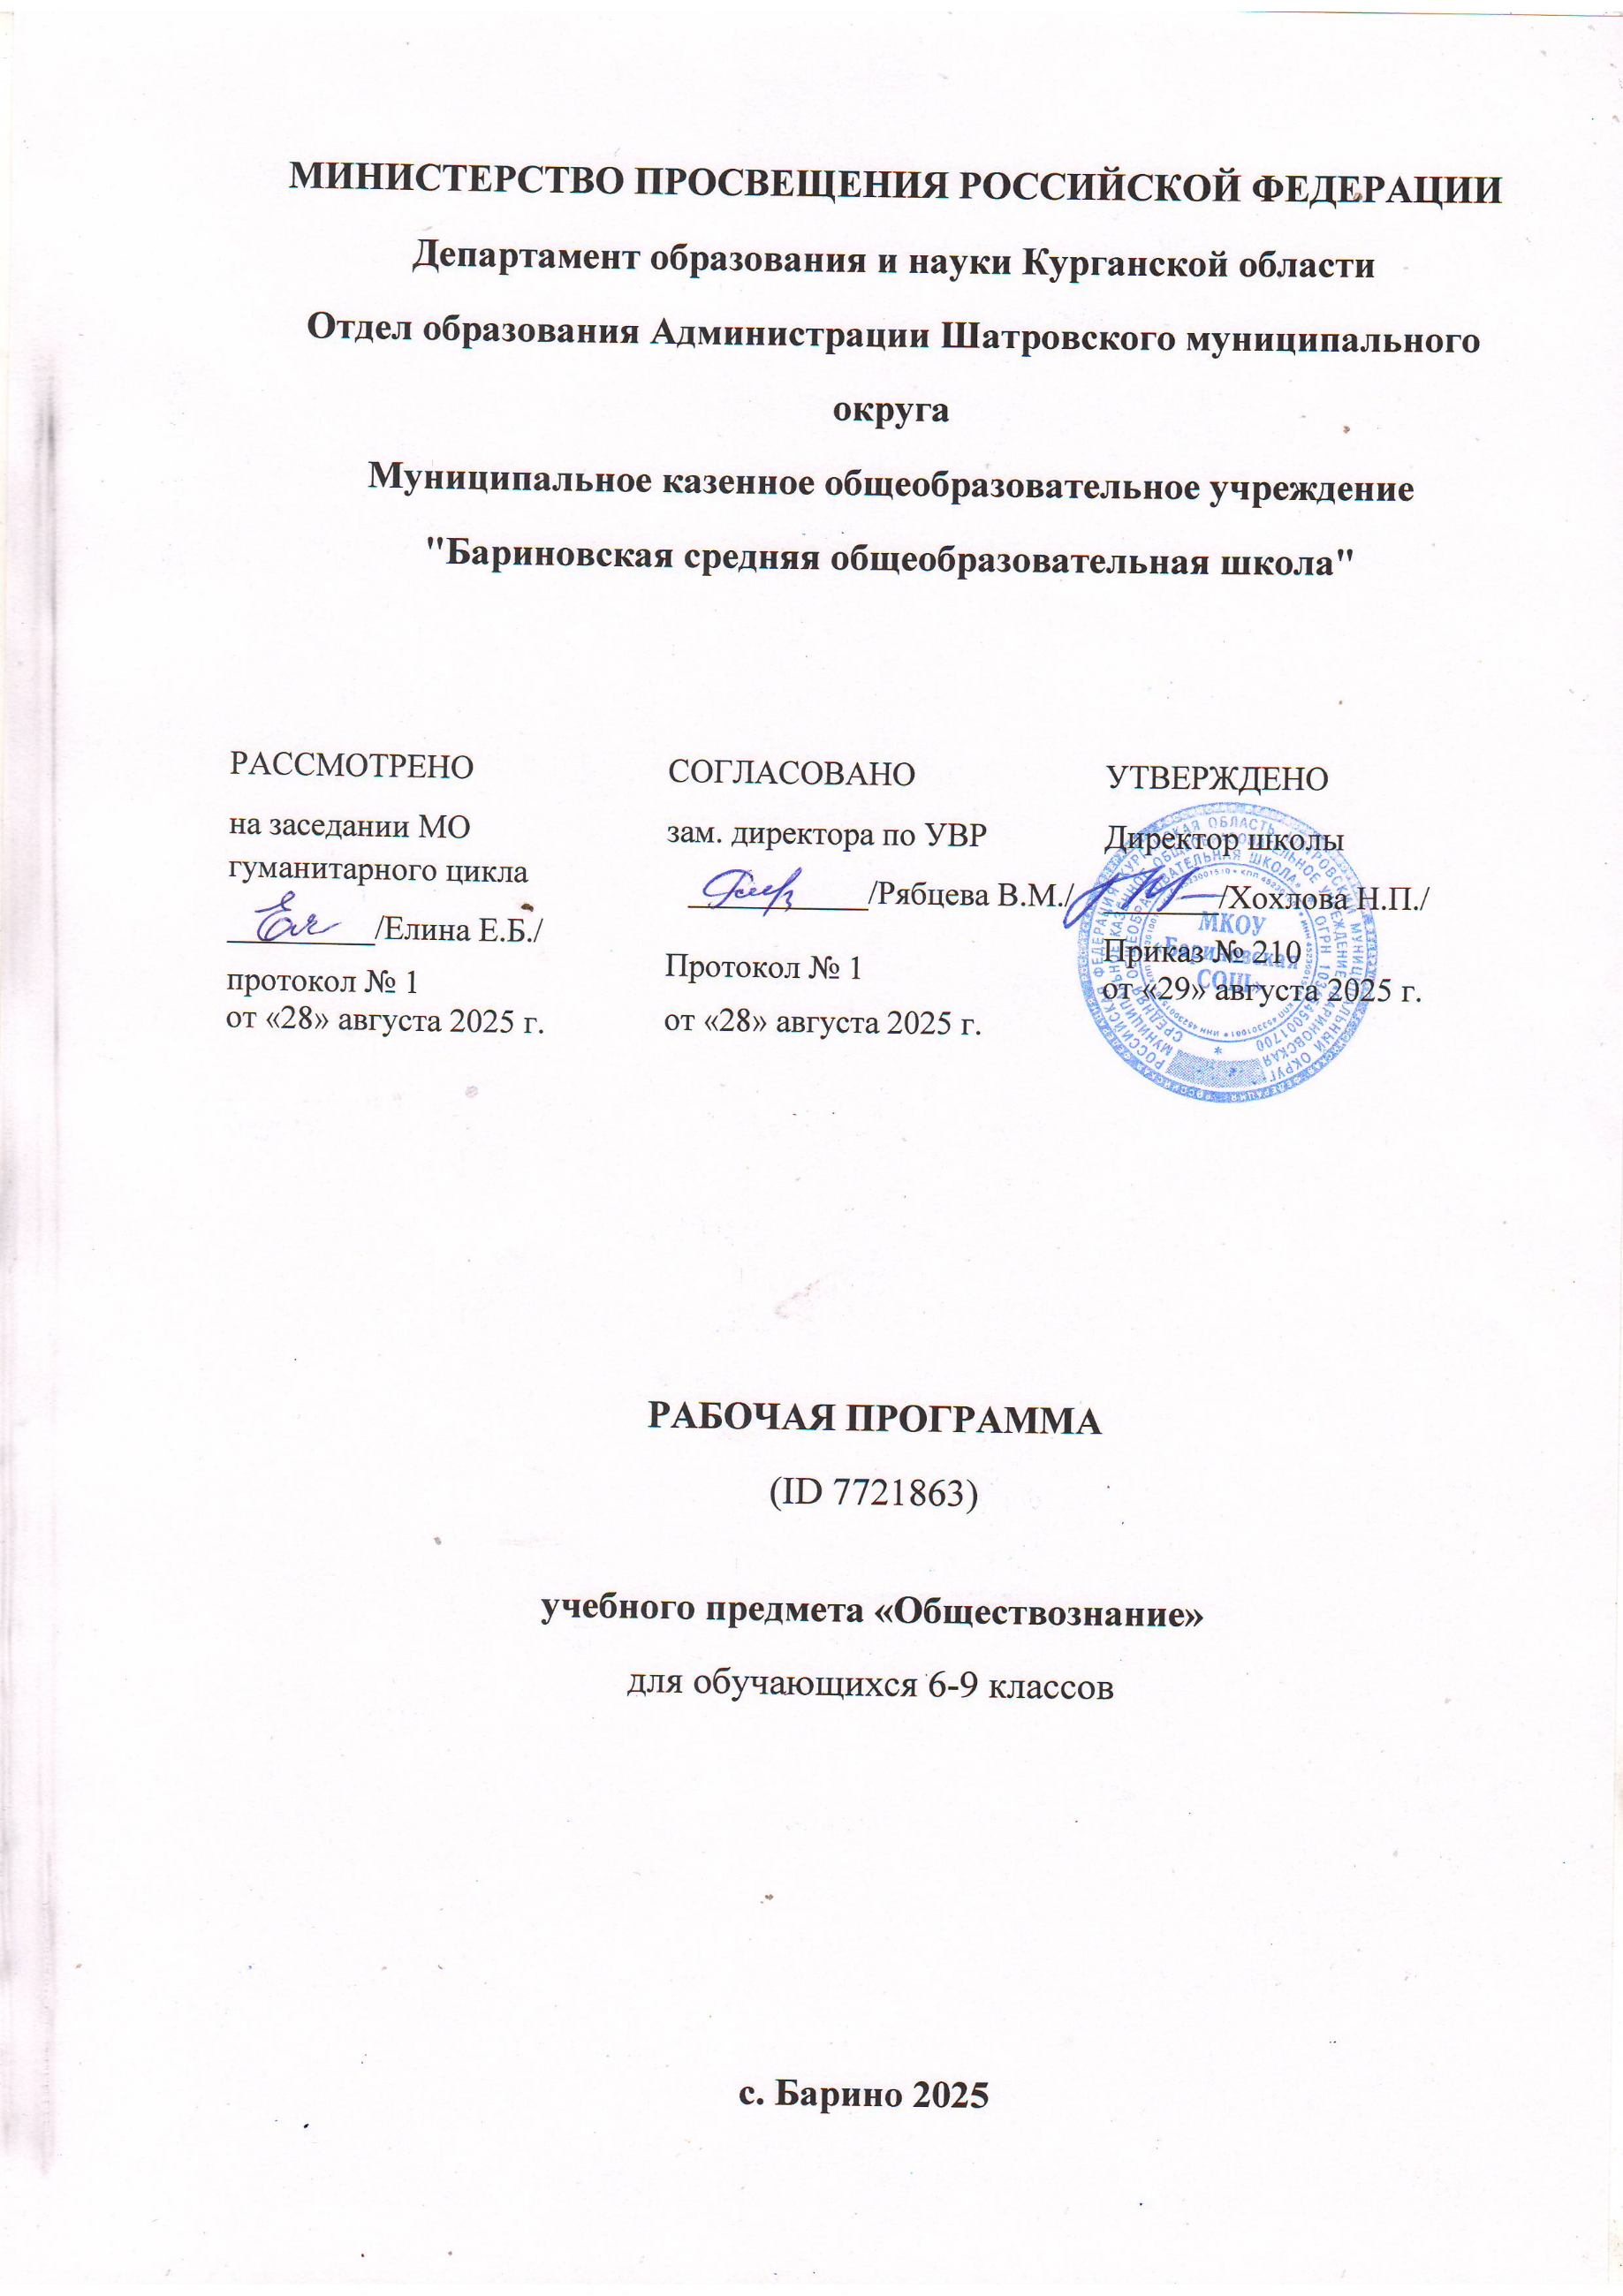 МИНИСТЕРСТВО ПРОСВЕЩЕНИЯ РОССИЙСКОЙ ФЕДЕРАЦИИ
Департамент образования и науки Курганской области
Отдел образования Администрации Шатровского муниципального
округа
Муниципальное казенное общеобразовательное учреждение
"Бариновская средняя общеобразовательная школа"
РАССМОТРЕНО
на заседании МО
гуманитарного цикла
/Елина Е.Б./
протокол № 1
от «28» августа 2025 г.
СОГЛАСОВАНО
зам. директора по УВР
/Рябцева В.М./
Протокол № 1
от «28» августа 2025 г.
УТВЕРЖДЕНО
Директор школы
/Хохлова Н.П./
Приказ № 210
от «29» августа 2025 г.
МКОУ
«Бариновская
СОШ»
РАБОЧАЯ ПРОГРАММА
(ID 7721863)
учебного предмета «Обществознание»
для обучающихся 6-9 классов
с. Барино 2025